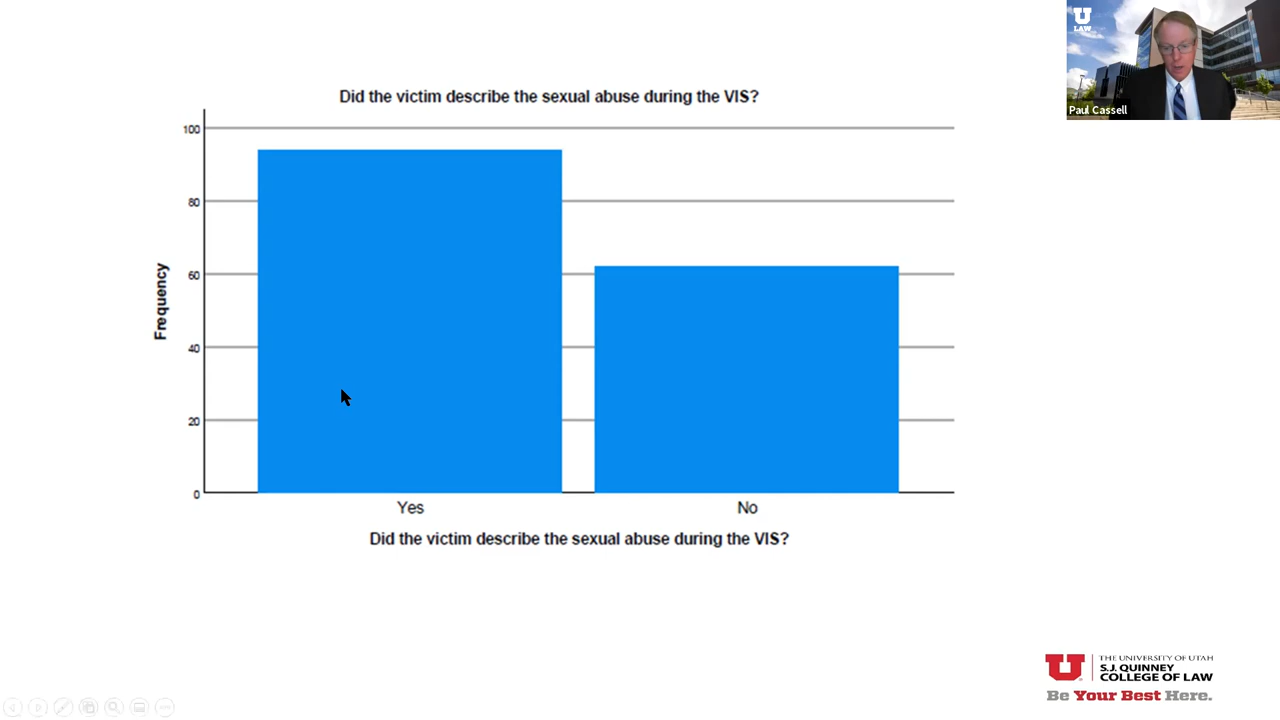 Did the victim describe the sexual abuse during the VIS?
100
80
60
40
20
0
Frequency
Yes
No
Did the victim describe the sexual abuse during the VIS?
U
LAW
Paul Cassell
THE UNIVERSITY OF UTAH
S.J. QUINNEY
COLLEGE OF LAW
Be Your Best Here.